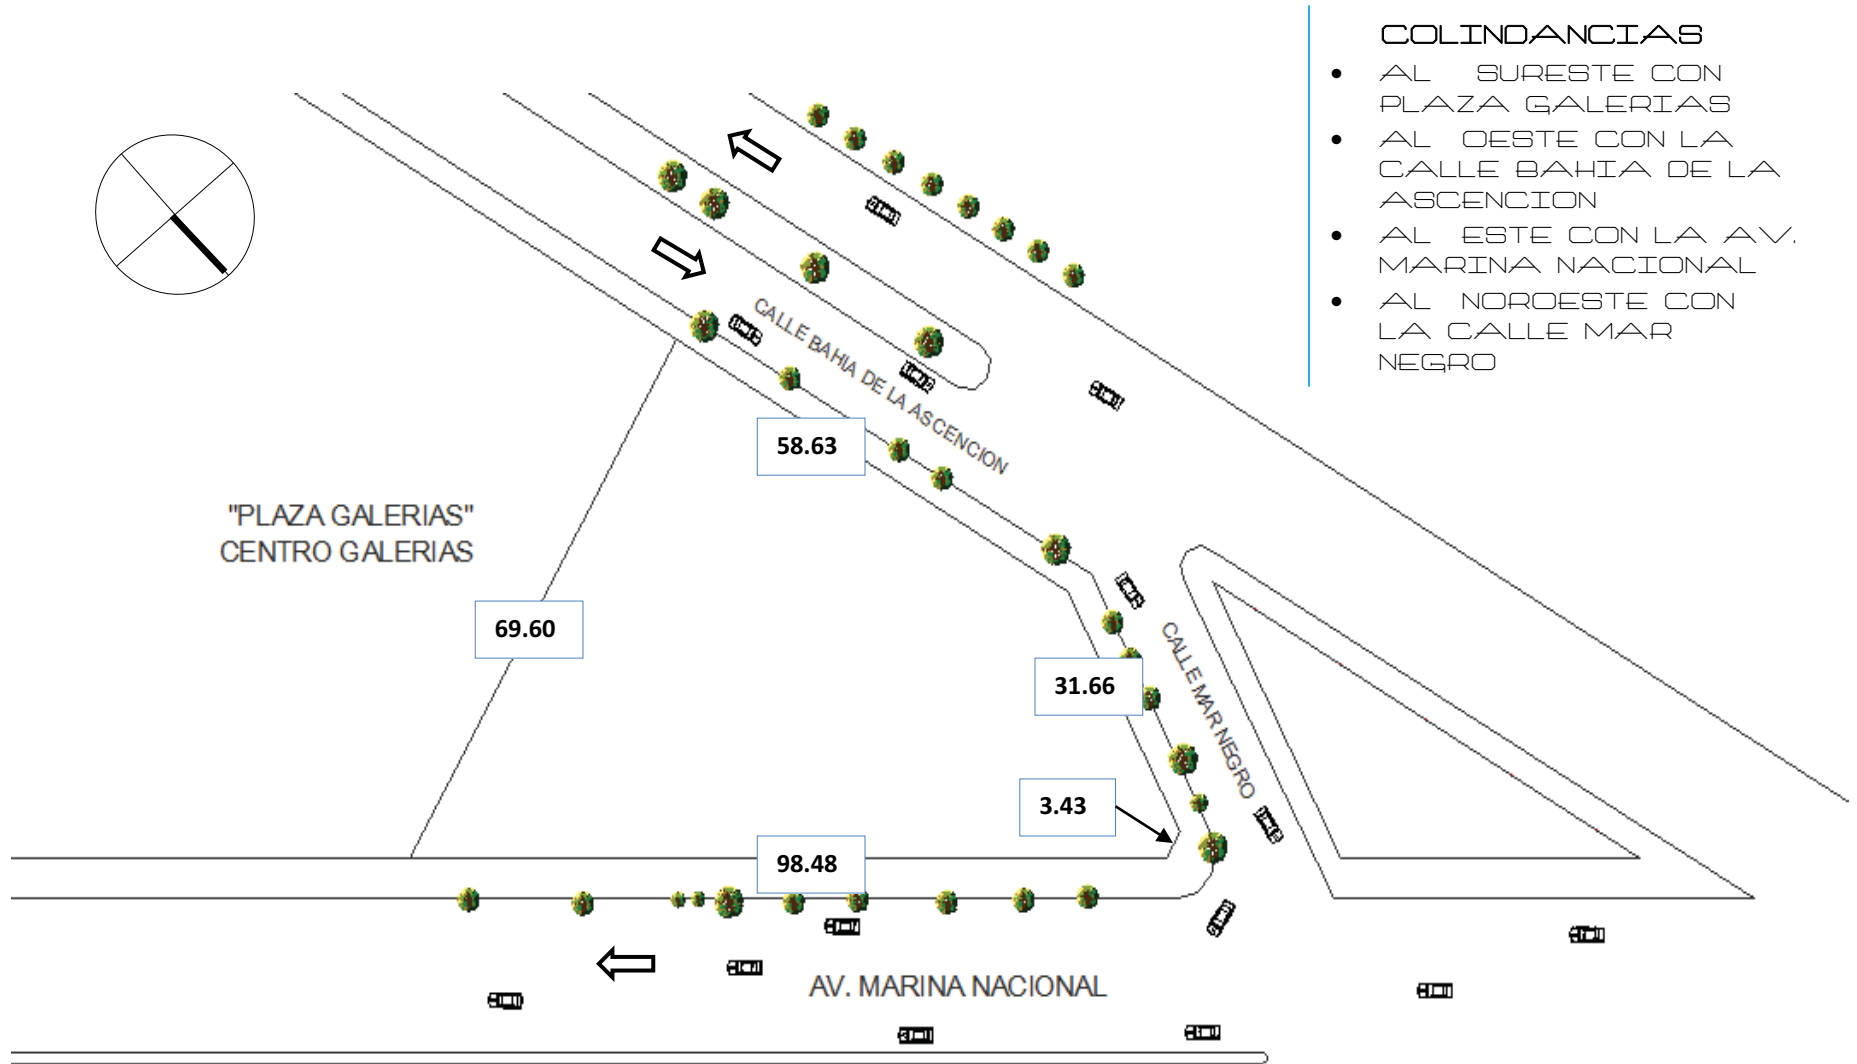 COLINDANCIAS
• AL SURESTE CON
PLAZA GALERIAS
• AL OESTE CON LA
CALLE BAHIA DE LA
ASCENCION
• AL ESTE CON LA AV.
MARINA NACIONAL
• AL NOROESTE CON
LA CALLE MAR
NEGRO
CALLE BAHIA DE LA ASCENCION
58.63
"PLAZA GALERIAS"
CENTRO GALERIAS
69.60
31.66
CALLE MAR NEGRO
3.43
98.48
AV. MARINA NACIONAL